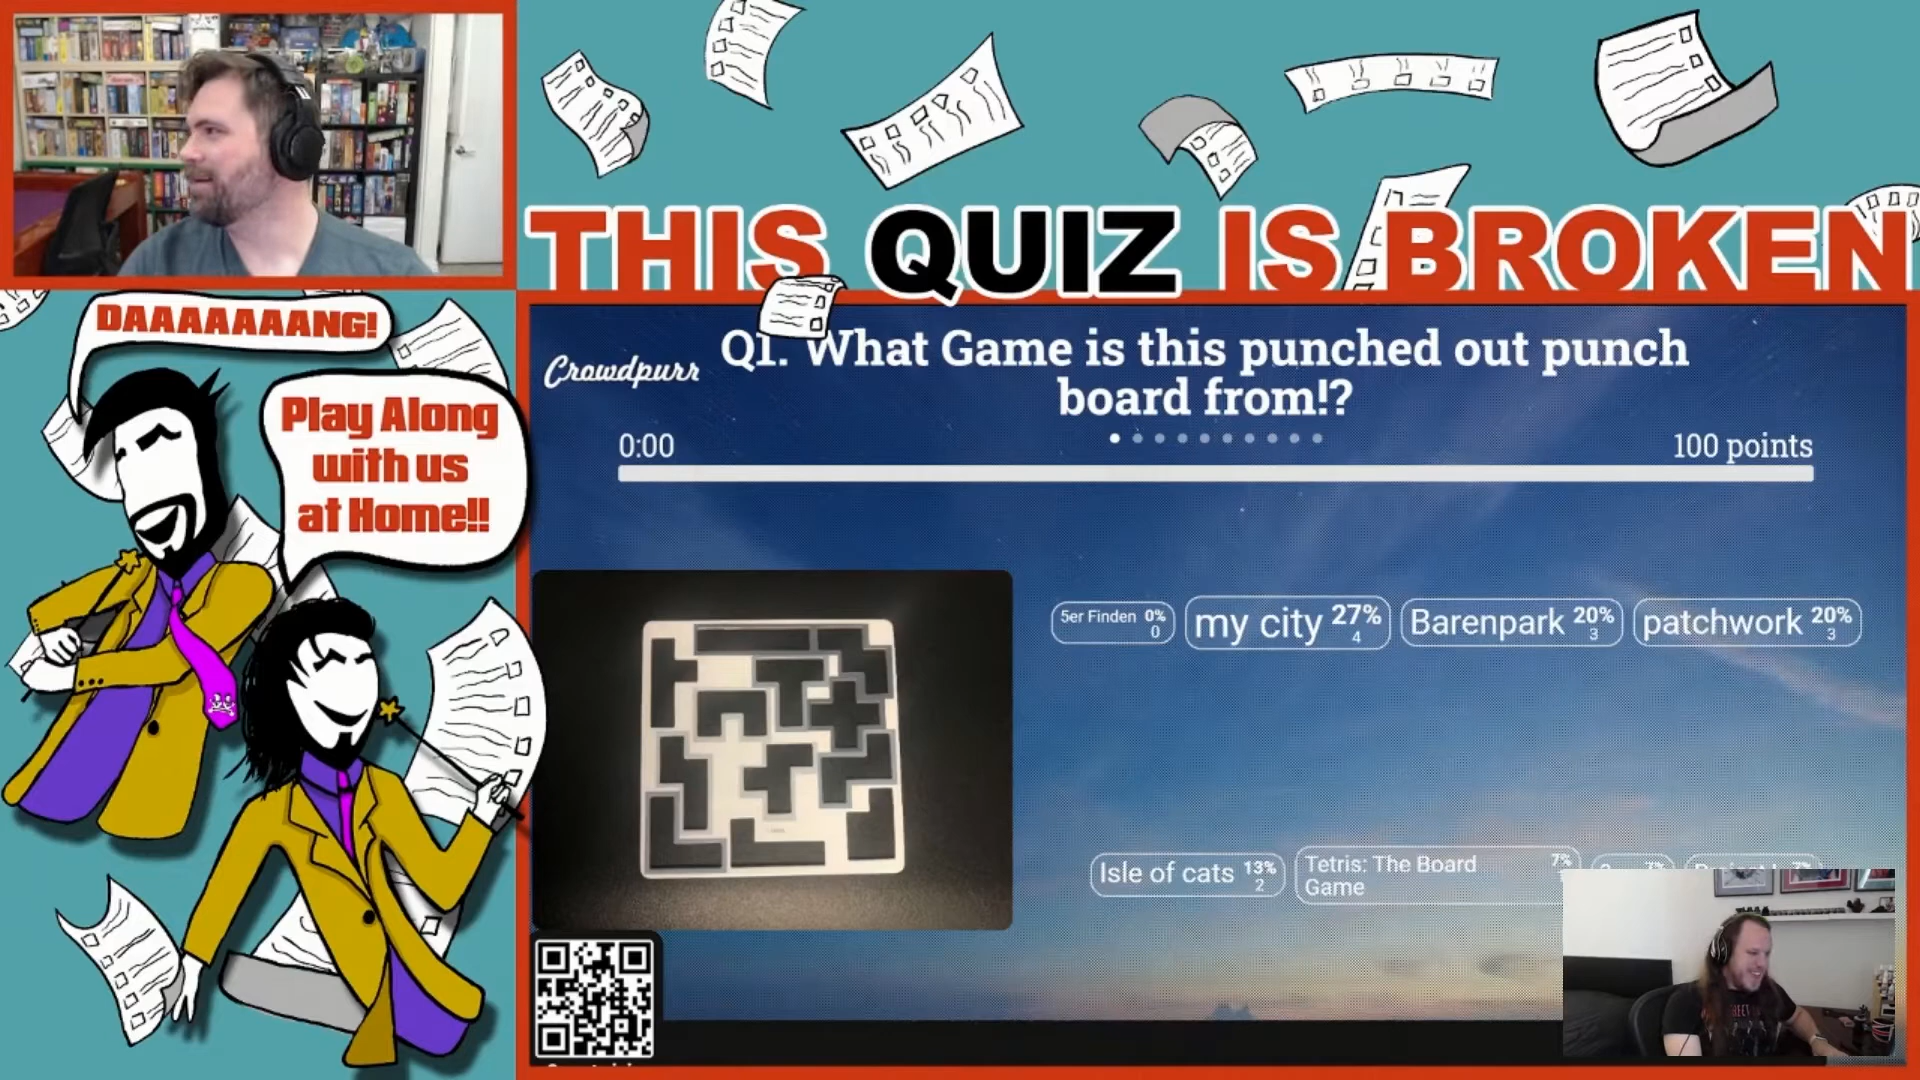 THIS QUIZ IS BROKEN
DAAAAAAANG!
Play Along
with us
at Home!!
Crowdpurr
Q1. What Game is this punched out punch
board from!?
0:00
100 points
5er Finden 0%
0
my city 27%
4
Barenpark 20%
3
patchwork 20%
3
Isle of cats 13%
2
Tetris: The Board
Game
7%